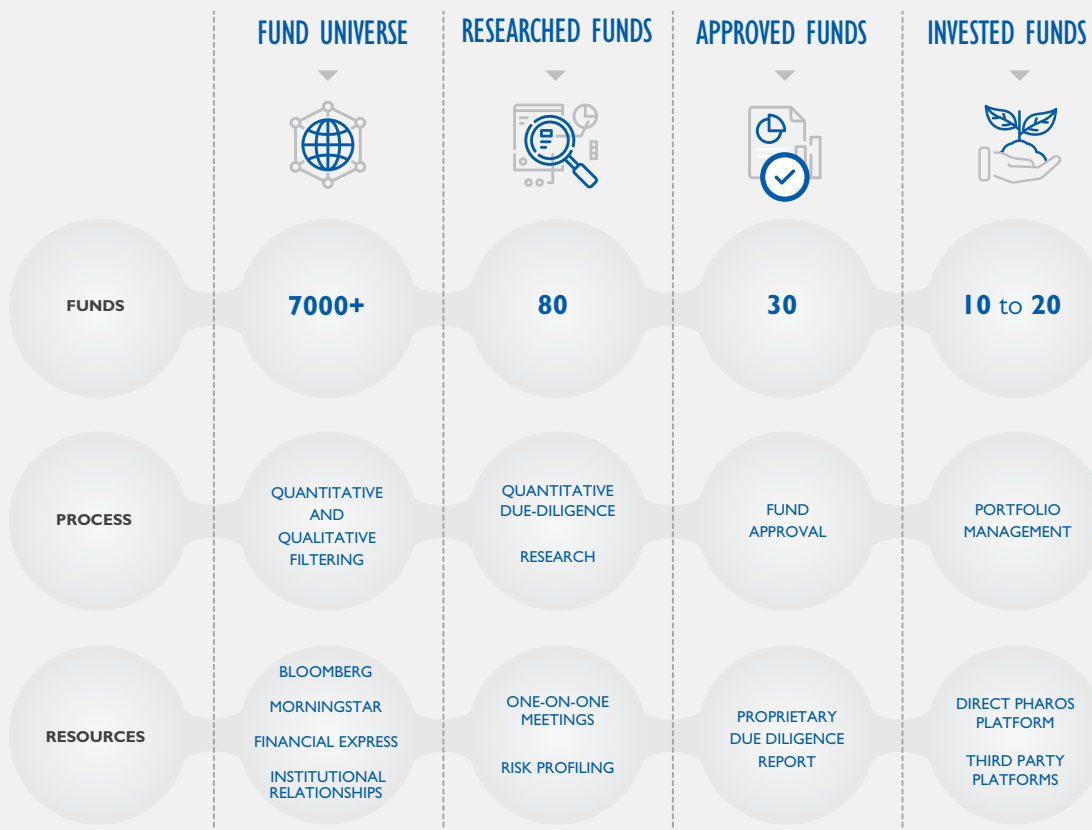 FUND UNIVERSE
RESEARCHED FUNDS
APPROVED FUNDS
INVESTED FUNDS
FUNDS
7000+
80
30
10 to 20
PROCESS
QUANTITATIVE
AND
QUALITATIVE
FILTERING
QUANTITATIVE
DUE-DILIGENCE
RESEARCH
FUND
APPROVAL
PORTFOLIO
MANAGEMENT
RESOURCES
BLOOMBERG
MORNINGSTAR
FINANCIAL EXPRESS
INSTITUTIONAL
RELATIONSHIPS
ONE-ON-ONE
MEETINGS
RISK PROFILING
PROPRIETARY
DUE DILIGENCE
REPORT
DIRECT PHAROS
PLATFORM
THIRD PARTY
PLATFORMS